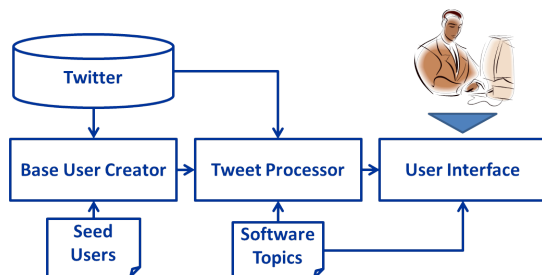 Twitter
Base User Creator
Tweet Processor
User Interface
Seed
Users
Software
Topics